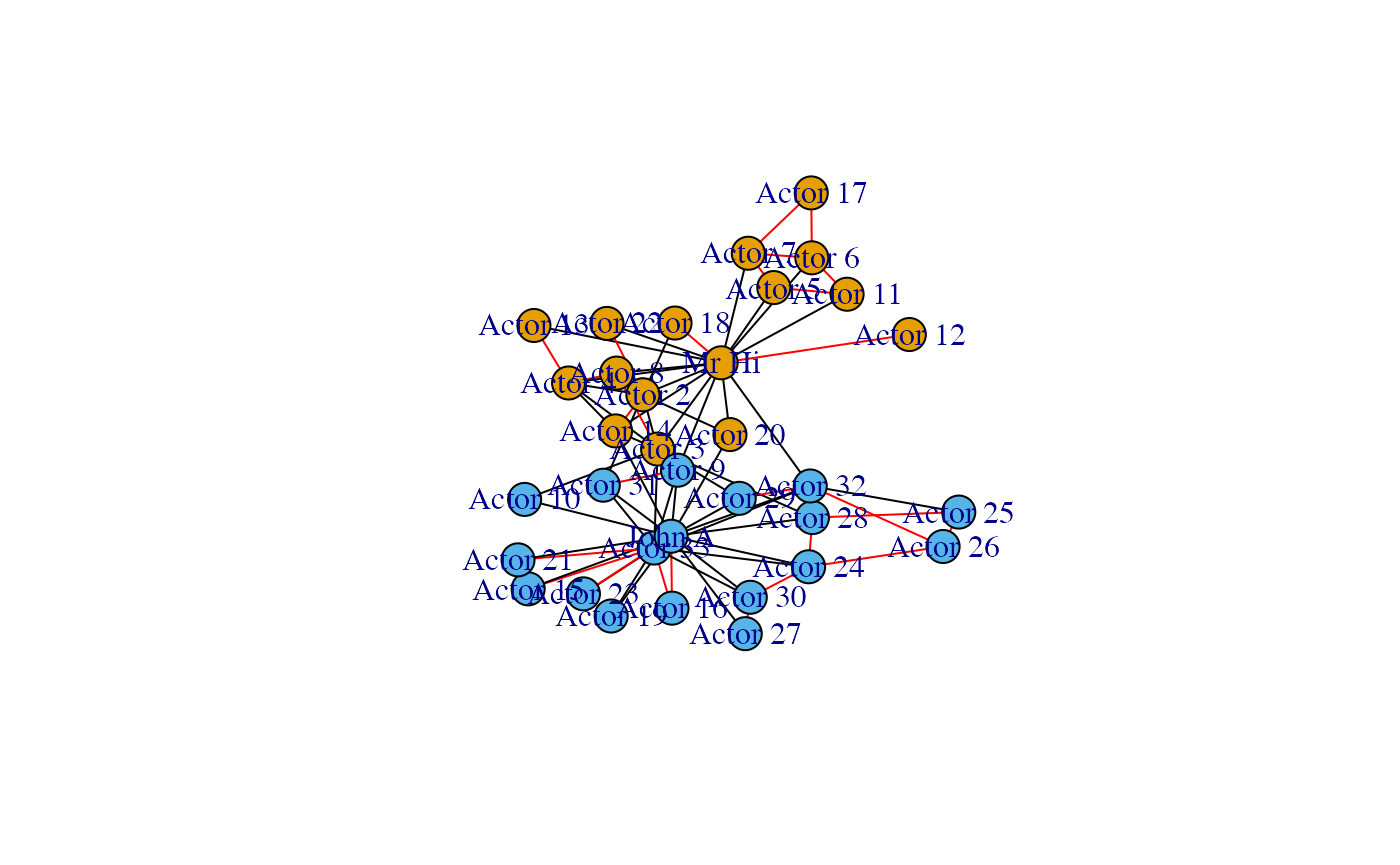 Actor 17
Actor 7
Actor 6
Actor 5
Actor 11
Actor 13
Actor 22
Actor 18
Actor 12
Mr Hi
Actor 8
Actor 4
Actor 2
Actor 14
Actor 20
Actor 3
Actor 9
Actor 31
Actor 32
Actor 10
Actor 29
Actor 25
Actor 28
John A
Actor 33
Actor 26
Actor 21
Actor 24
Actor 15
Actor 23
Actor 30
Actor 16
Actor 19
Actor 27